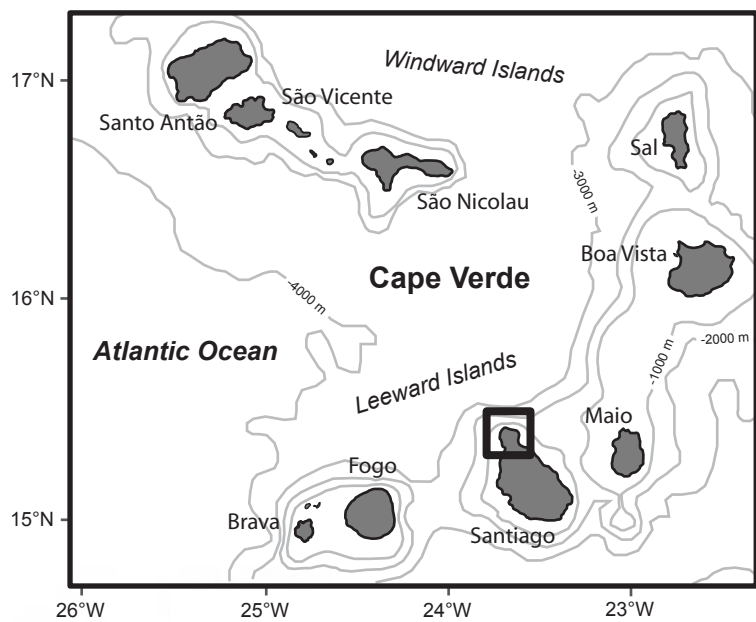 Windward Islands
17°N
São Vicente
Santo Antão
Sal
-3000 m
São Nicolau
Boa Vista
Cape Verde
16°N
-4000 m
-2000 m
-1000 m
Atlantic Ocean
Leeward Islands
Maio
Fogo
15°N
Brava
Santiago
26°W
25°W
24°W
23°W